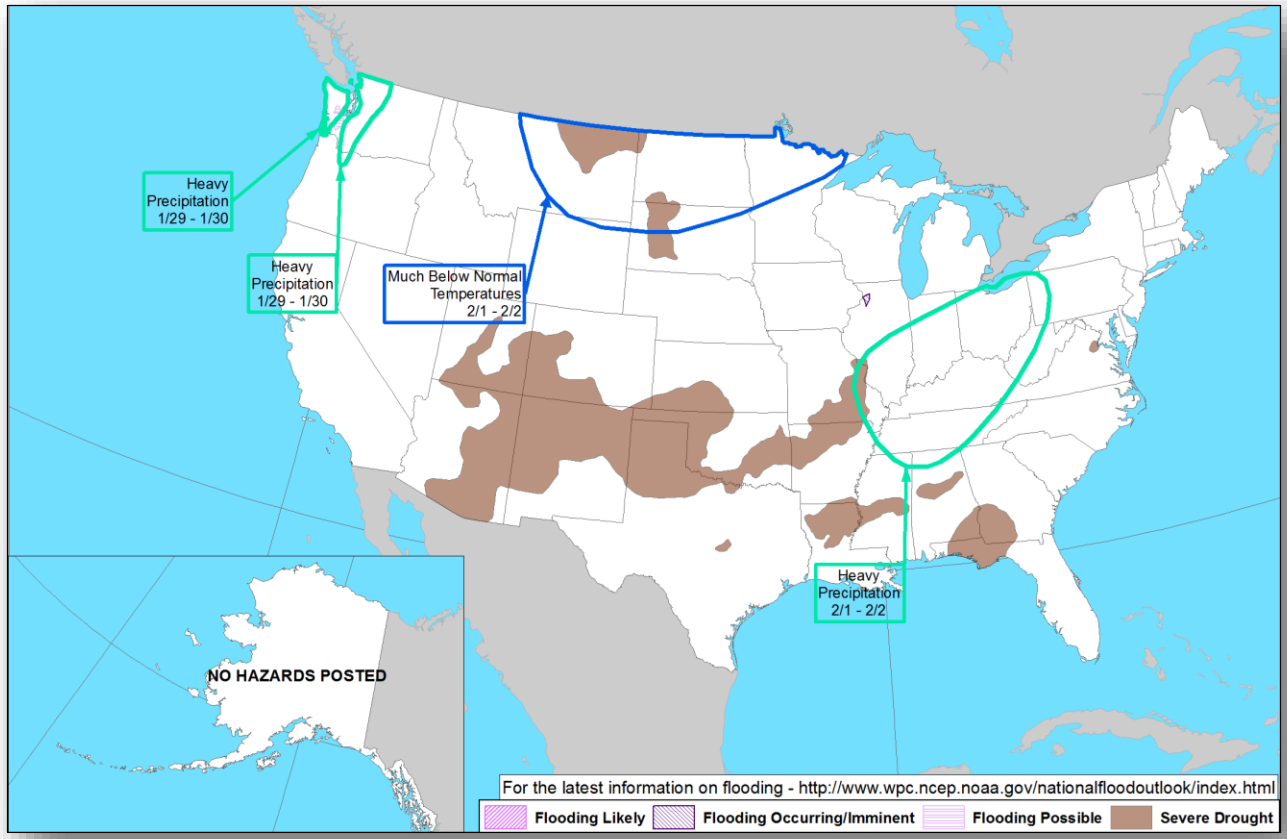 Heavy
Precipitation
1/29 - 1/30
Heavy
Precipitation
1/29 - 1/30
Much Below Normal
Temperatures
2/1 - 2/2
Heavy
Precipitation
2/1 - 2/2
NO HAZARDS POSTED
For the latest information on flooding - http://www.wpc.ncep.noaa.gov/nationalfloodoutlook/index.html
Flooding Likely
Flooding Occurring/Imminent
Flooding Possible
Severe Drought